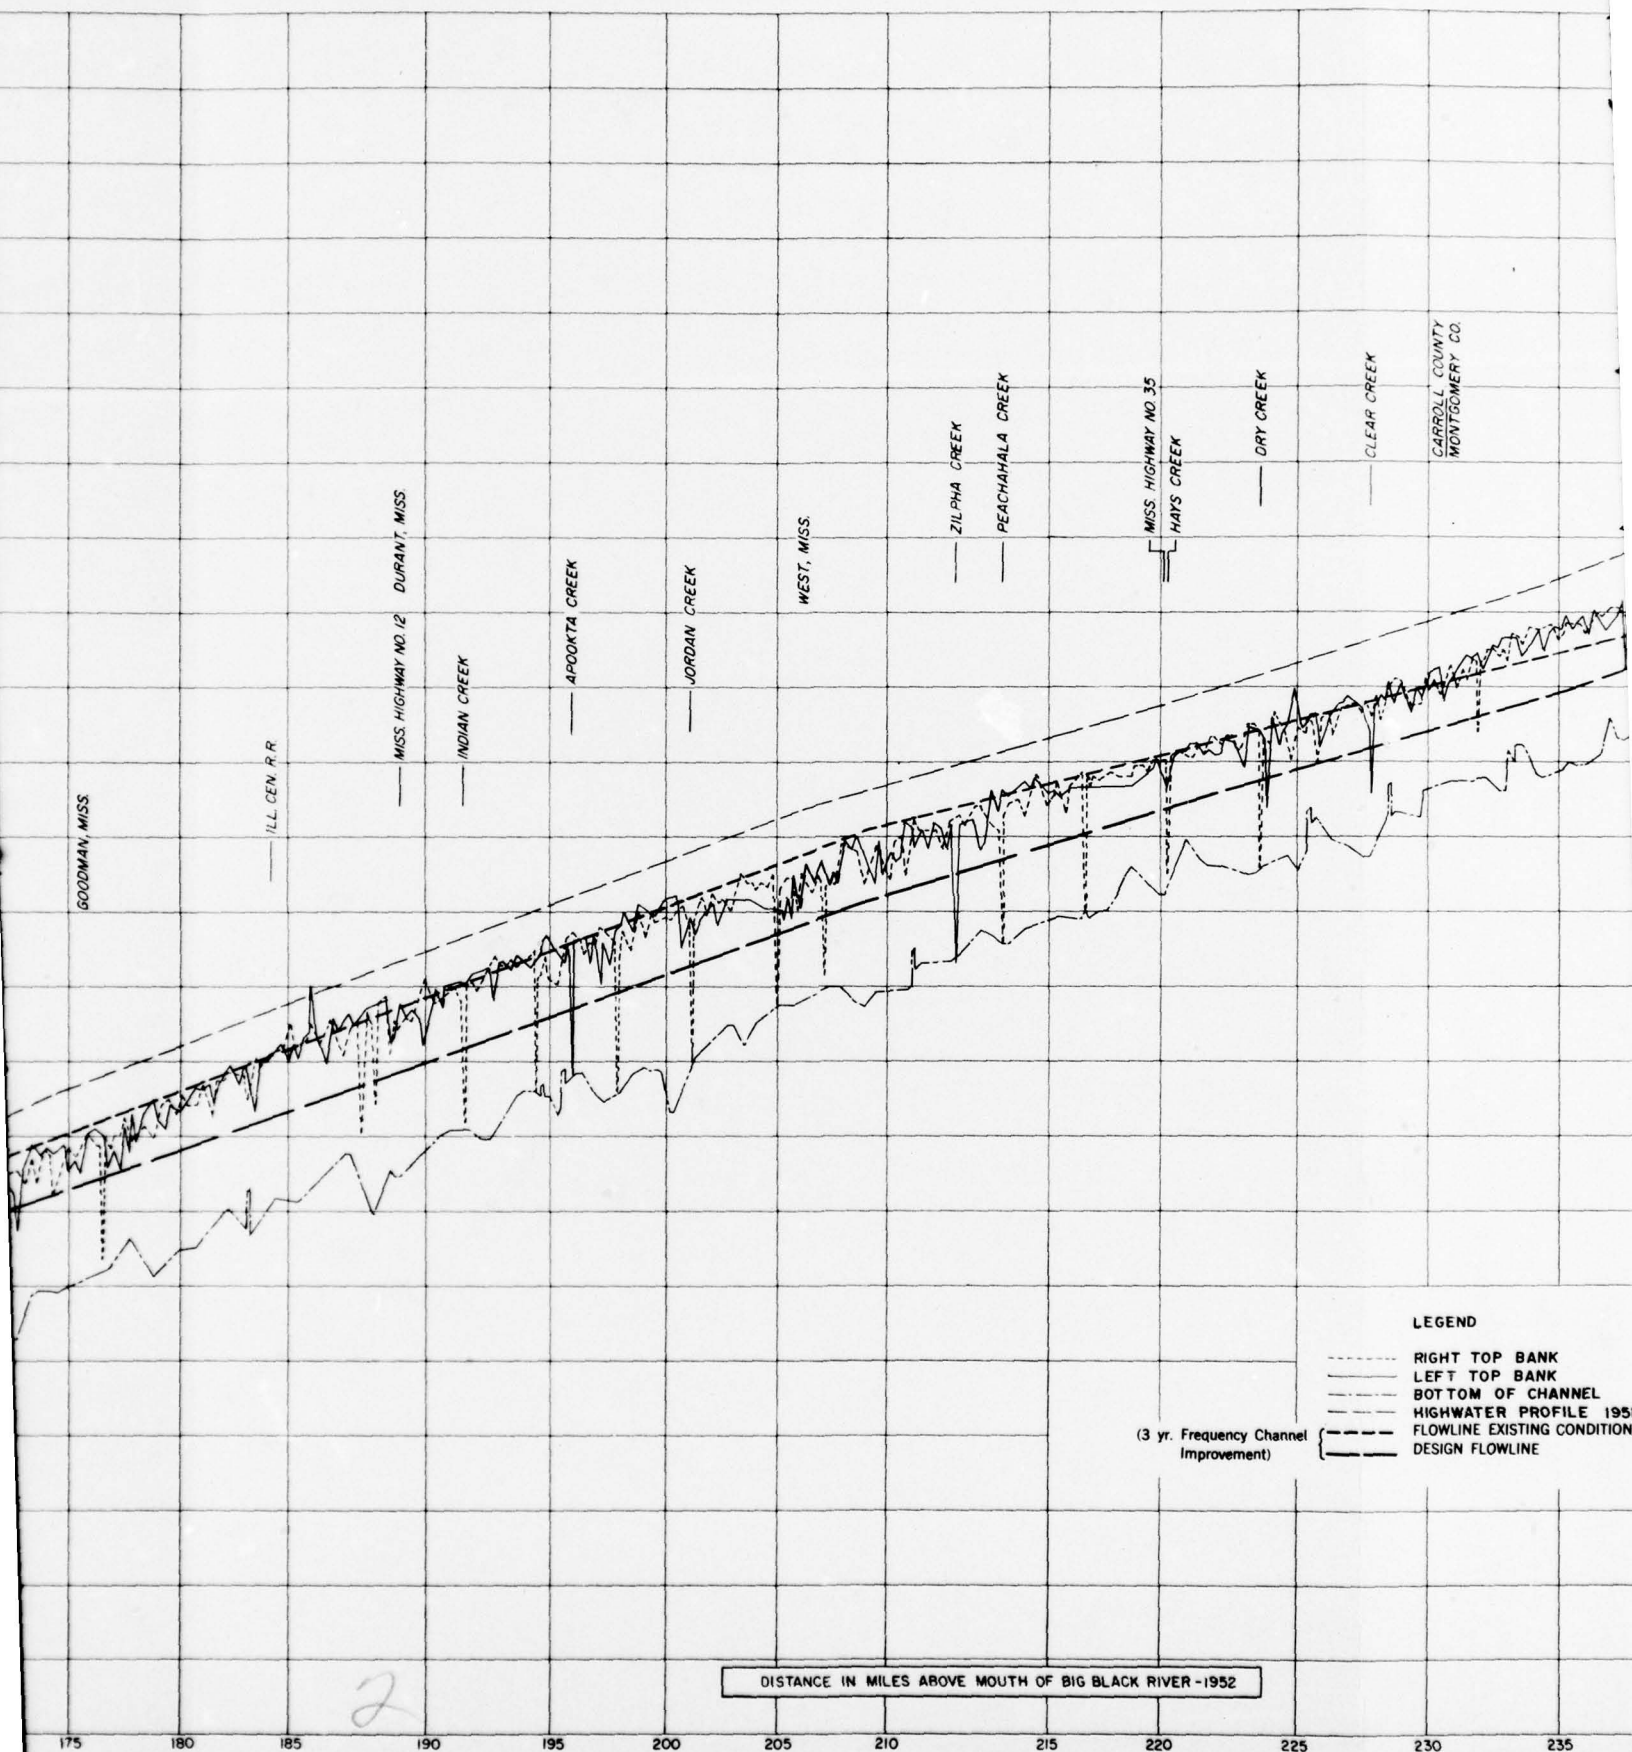 GOODMAN, MISS.
ILL. CEN. R.R.
MISS. HIGHWAY NO. 12 DURANT, MISS.
INDIAN CREEK
APOOKTA CREEK
JORDAN CREEK
WEST, MISS.
ZILPHA CREEK
PEACHAHALA CREEK
MISS. HIGHWAY NO. 35
HAYS CREEK
DRY CREEK
CLEAR CREEK
CARROLL COUNTY
MONTGOMERY CO.
LEGEND
RIGHT TOP BANK
LEFT TOP BANK
BOTTOM OF CHANNEL
HIGHWATER PROFILE
FLOWLINE EXISTING CONDITION
DESIGN FLOWLINE
(3 yr. Frequency Channel
Improvement)
2
DISTANCE IN MILES ABOVE MOUTH OF BIG BLACK RIVER - 1952
175 180 185 190 195 200 205 210 215 220 225 230 235